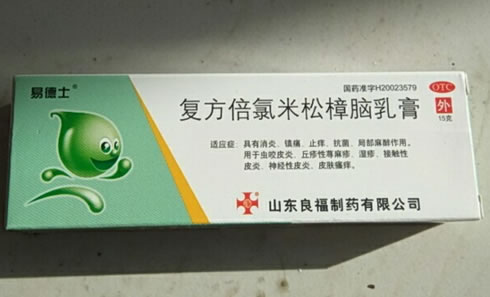 易德士®
国药准字H20023579
OTC
外
15克
复方倍氯米松樟脑乳膏
适应症：具有消炎、镇痛、止痒、抗菌、局部麻醉作用。
用于虫咬皮炎、丘疹性荨麻疹、湿疹、接触性
皮炎、神经性皮炎、皮肤瘙痒。
山东良福制药有限公司